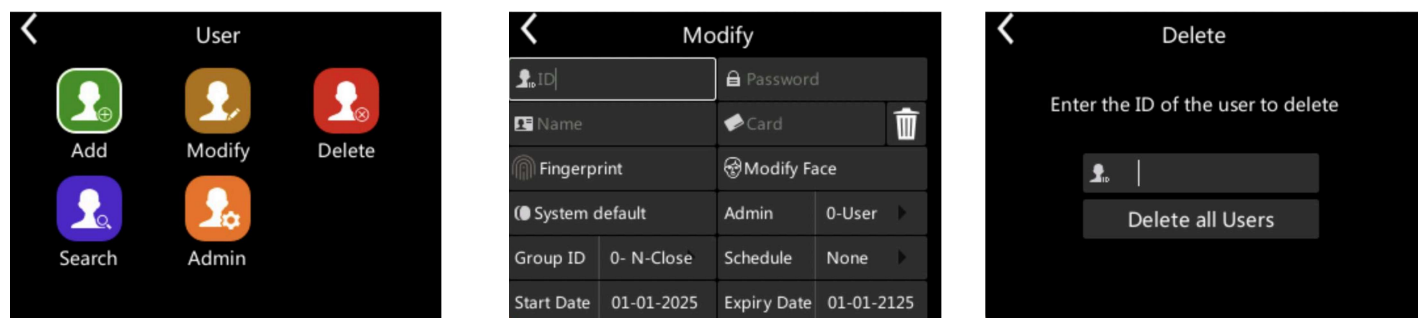 User
Add Modify Delete
Search Admin
Modify
ID Password
Name Card
Fingerprint Modify Face
System default Admin 0-User
Group ID 0- N-Close Schedule None
Start Date 01-01-2025 Expiry Date 01-01-2125
Delete
Enter the ID of the user to delete
ID
Delete all Users